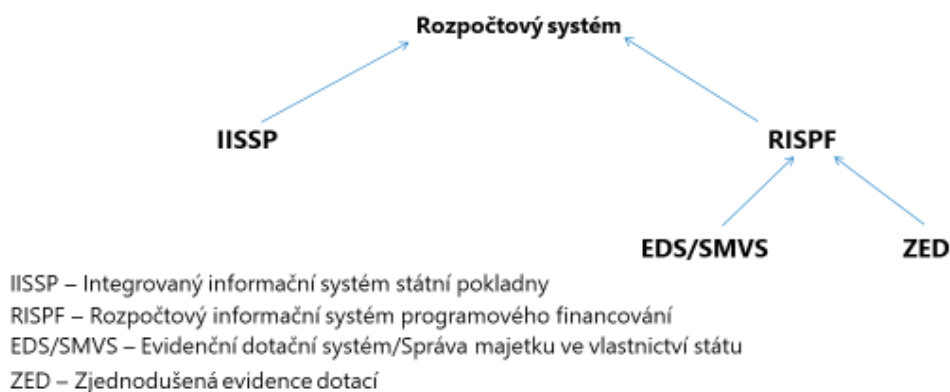 Rozpočtový systém
IISSP
RISPF
EDS/SMVS
ZED
IISSP – Integrovaný informační systém státní pokladny
RISPF – Rozpočtový informační systém programového financování
EDS/SMVS – Evidenční dotační systém/Správa majetku ve vlastnictví státu
ZED – Zjednodušená evidence dotací